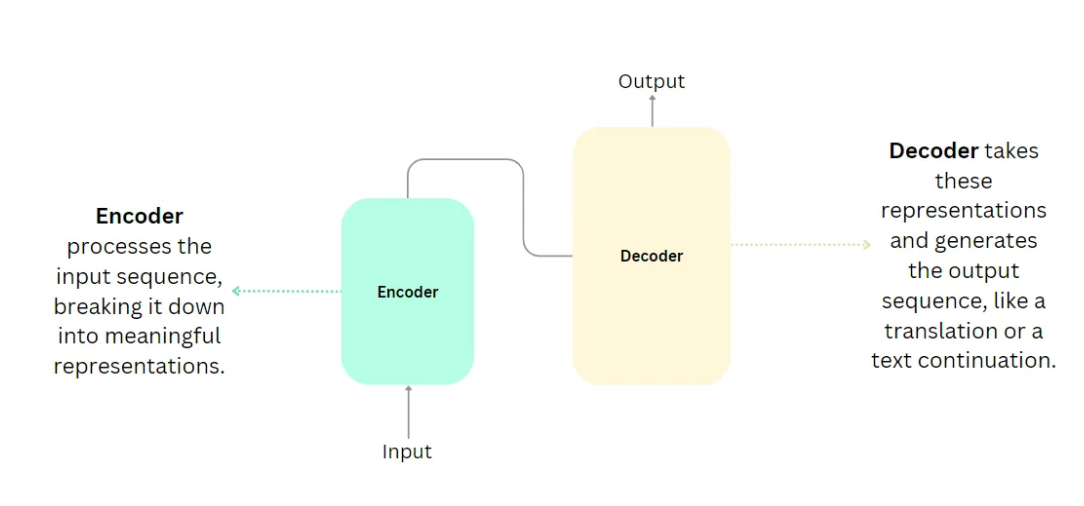 Output
Decoder takes
these
representations
and generates
the output
sequence, like a
translation or a
text continuation.
Encoder
processes the
input sequence,
breaking it down
into meaningful
representations.
Encoder
Decoder
Input